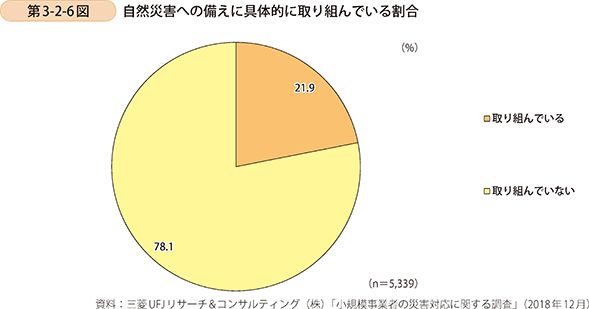 第3-2-6図 自然災害への備えに具体的に取り組んでいる割合
(%)
21.9
取り組んでいる
取り組んでいない
78.1
(n=5,339)
資料：三菱UFJリサーチ＆コンサルティング（株）「小規模事業者の災害対応に関する調査」（2018年12月）